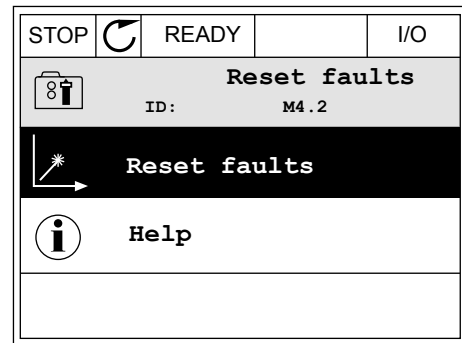 STOP READY I/O
Reset faults
ID: M4.2
Reset faults
Help